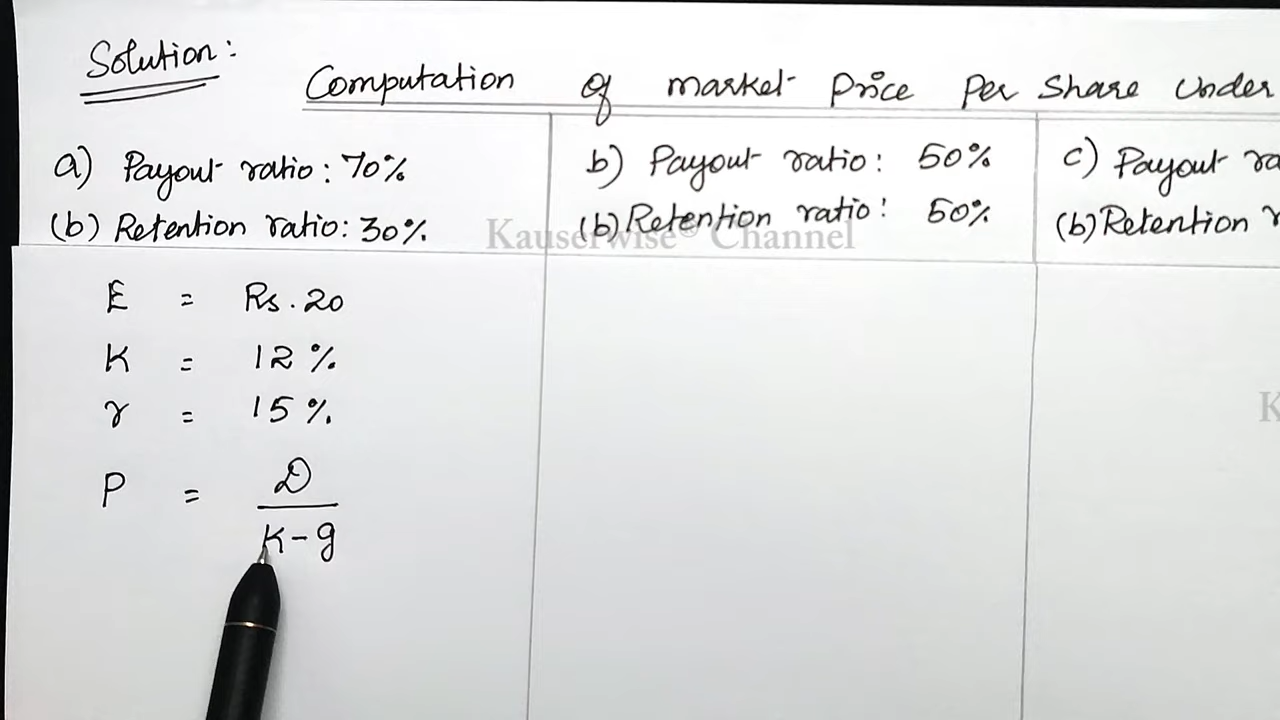 Solution:
Computation of market Price Per Share Under
a) Payout ratio: 70%
(b) Retention ratio: 30%
b) Payout ratio: 50%
(b) Retention ratio: 50%
c) Payout ra
(b) Retention r
Kauserwise® Channel
E = Rs. 20
K = 12%
r = 15%
P = D
K-g
K